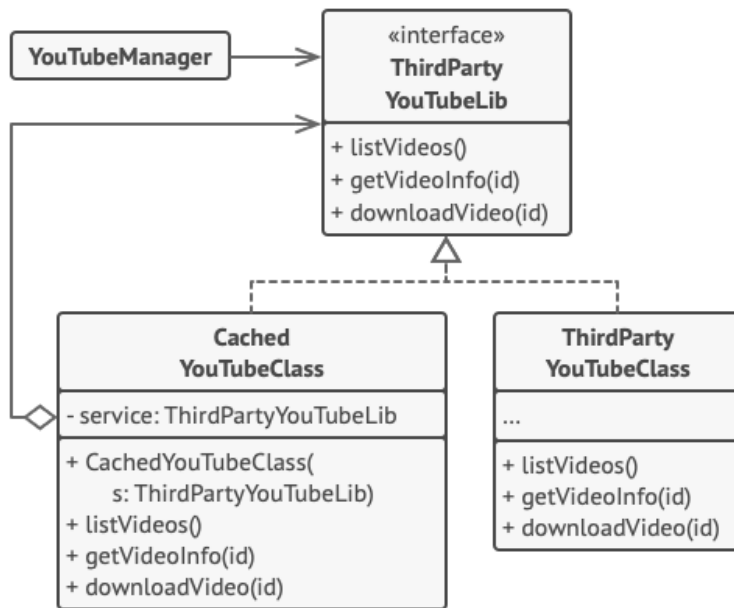 YouTubeManager
«interface»
ThirdParty
YouTubeLib
+ listVideos()
+ getVideoInfo(id)
+ downloadVideo(id)
Cached
YouTubeClass
- service: ThirdPartyYouTubeLib
+ CachedYouTubeClass(
s: ThirdPartyYouTubeLib)
+ listVideos()
+ getVideoInfo(id)
+ downloadVideo(id)
ThirdParty
YouTubeClass
...
+ listVideos()
+ getVideoInfo(id)
+ downloadVideo(id)